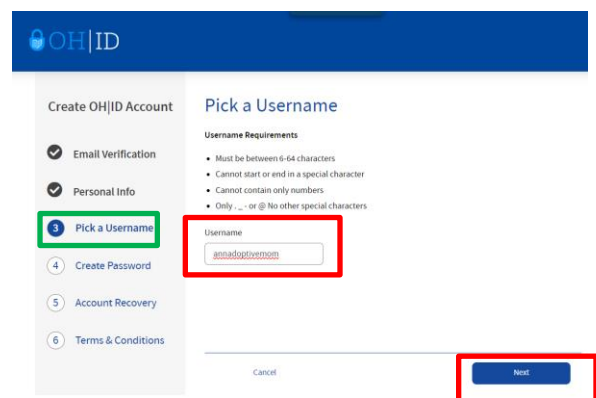 OH|ID
Create OH|ID Account
Email Verification
Personal Info
3 Pick a Username
4 Create Password
5 Account Recovery
6 Terms & Conditions
Pick a Username
Username Requirements
• Must be between 6-64 characters
• Cannot start or end in a special character
• Cannot contain only numbers
• Only . _ - or @ No other special characters
Username
annadoptivemom
Cancel
Next